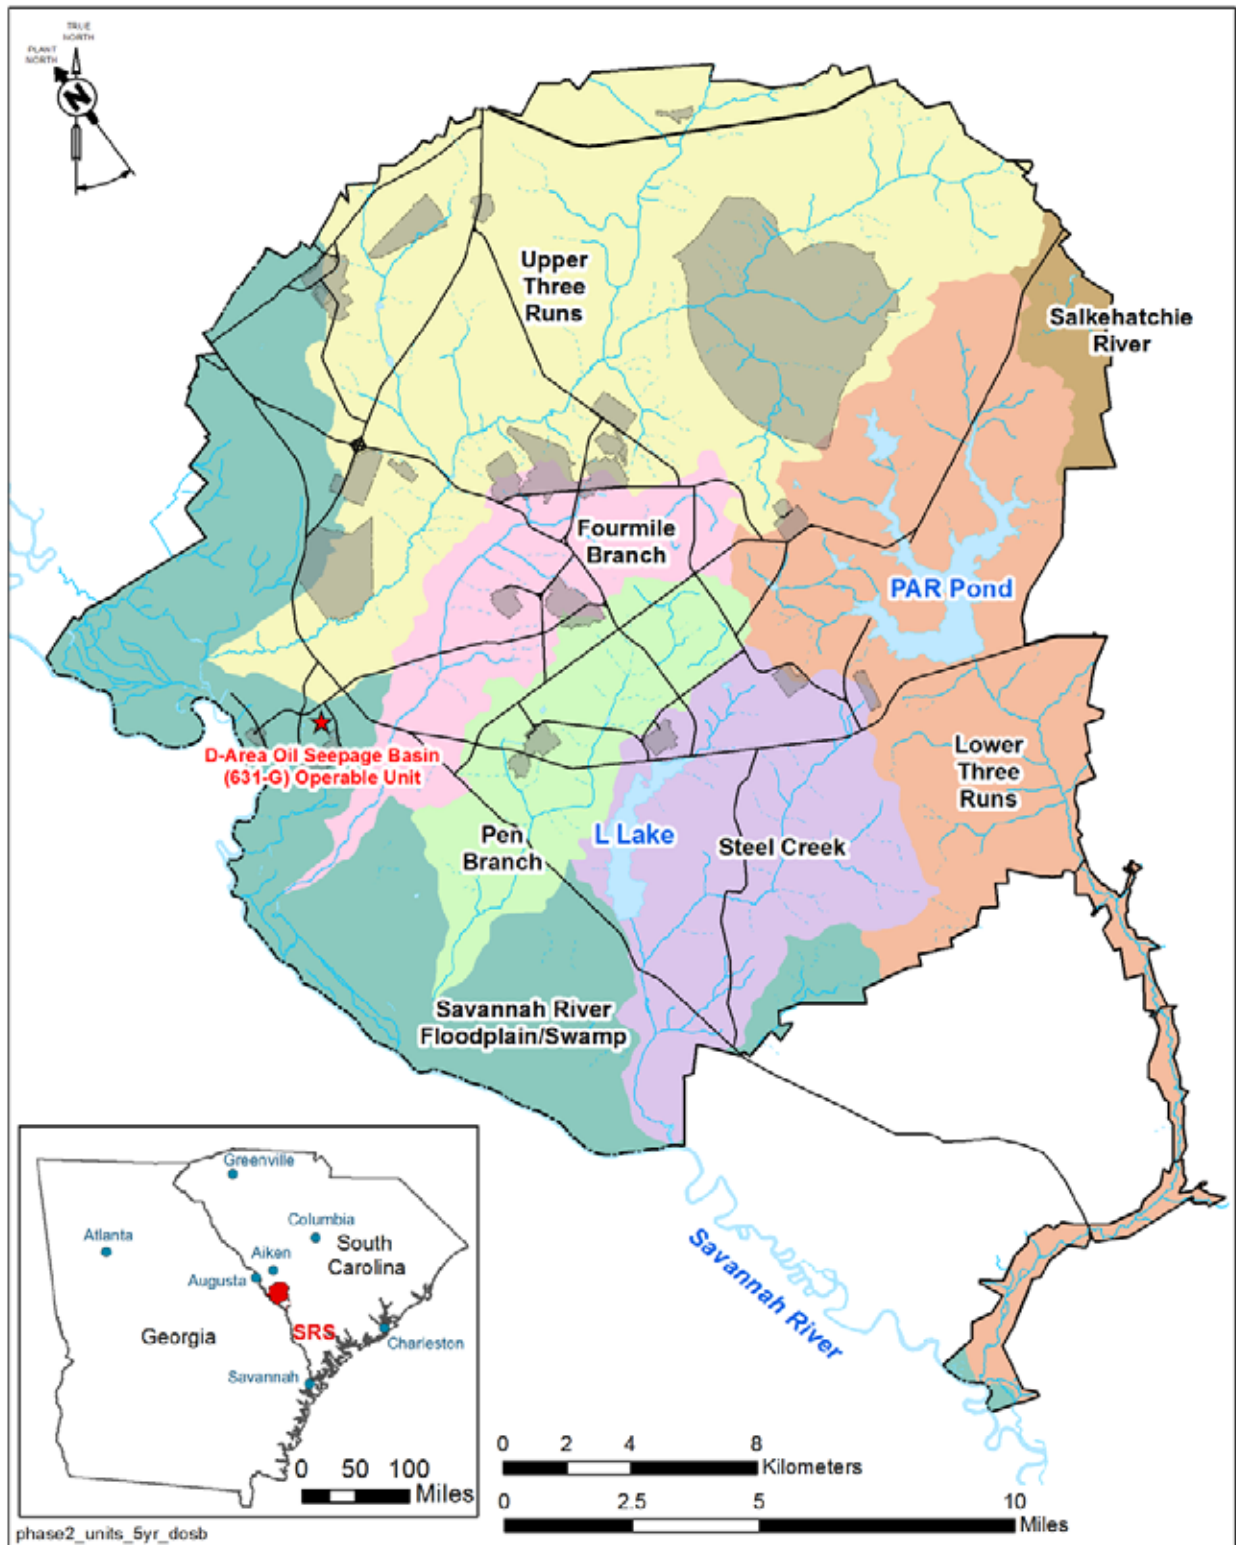 TRUE
NORTH
PLANT
NORTH
N
Upper
Three
Runs
Salkehatchie
River
Fourmile
Branch
PAR Pond
D-Area Oil Seepage Basin
(631-G) Operable Unit
Lower
Three
Runs
Pen
Branch
L Lake
Steel Creek
Savannah River
Floodplain/Swamp
Savannah River
Greenville
Atlanta
Columbia
South
Carolina
Aiken
Augusta
Georgia
SRS
Charleston
Savannah
0 50 100
Miles
0 2 4 8
Kilometers
0 2.5 5 10
Miles
phase2_units_5yr_dosb